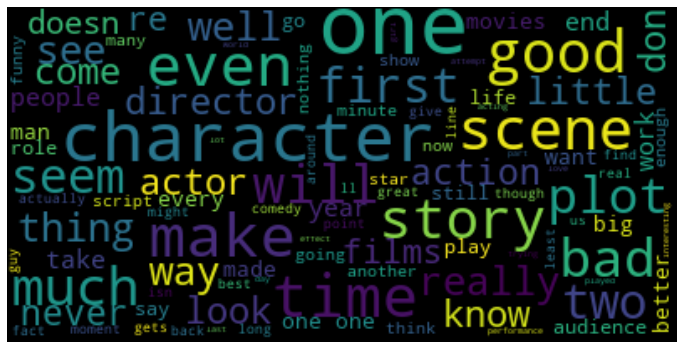 doesn re well go one movies end don
funny many see come even show attempt good
world nothing girl
people director first minute give life little
man role character now line acting scene work enough
lot around part want find
seem actor will ll star action love real
actually script every great still though plot
might comedy year point us big
thing make story play least interesting
guy take way effect going films another bad better
isn made best day played
much look time really know two
never say gets one one think audience
fact moment back last long performance